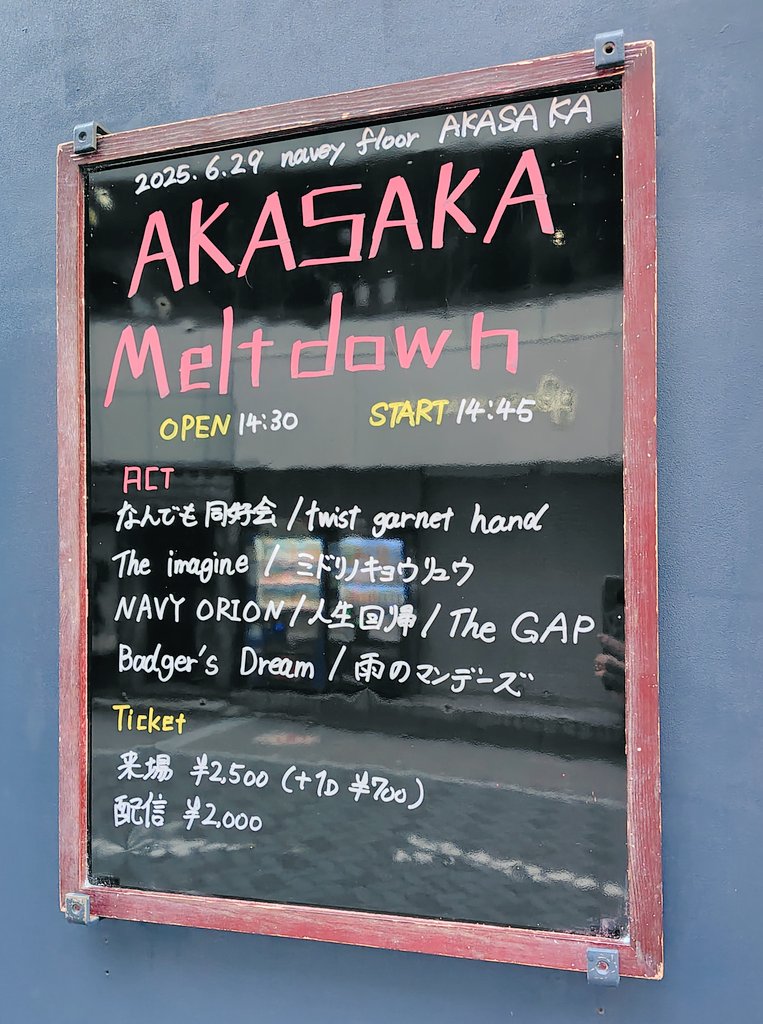 2025.6.29 navey floor AKASAKA
AKASAKA
Meltdown
OPEN 14:30 START 14:45
ACT
なんでも同好会 / twist garnet hand
The imagine / ミドリノキョウリュウ
NAVY ORION / 人生回帰 / The GAP
Badger's Dream / 雨のマンデーズ
Ticket
来場 ¥2,500 (+1D ¥700)
配信 ¥2,000